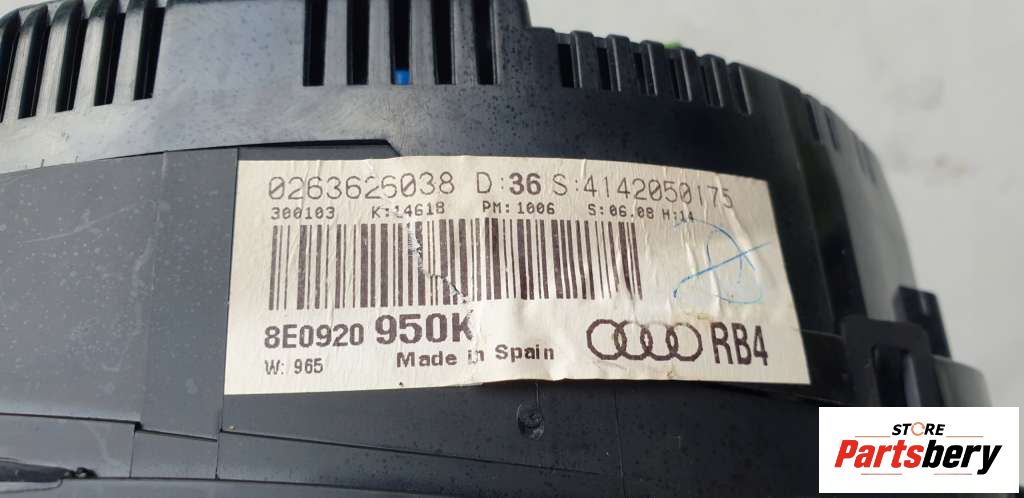 0263626038 D:36 S:4142050175
300103 K:14618 PM:1006 S:06.08 H:14
8E0920 950K
RB4
W: 965 Made in Spain
STORE
Partsbery